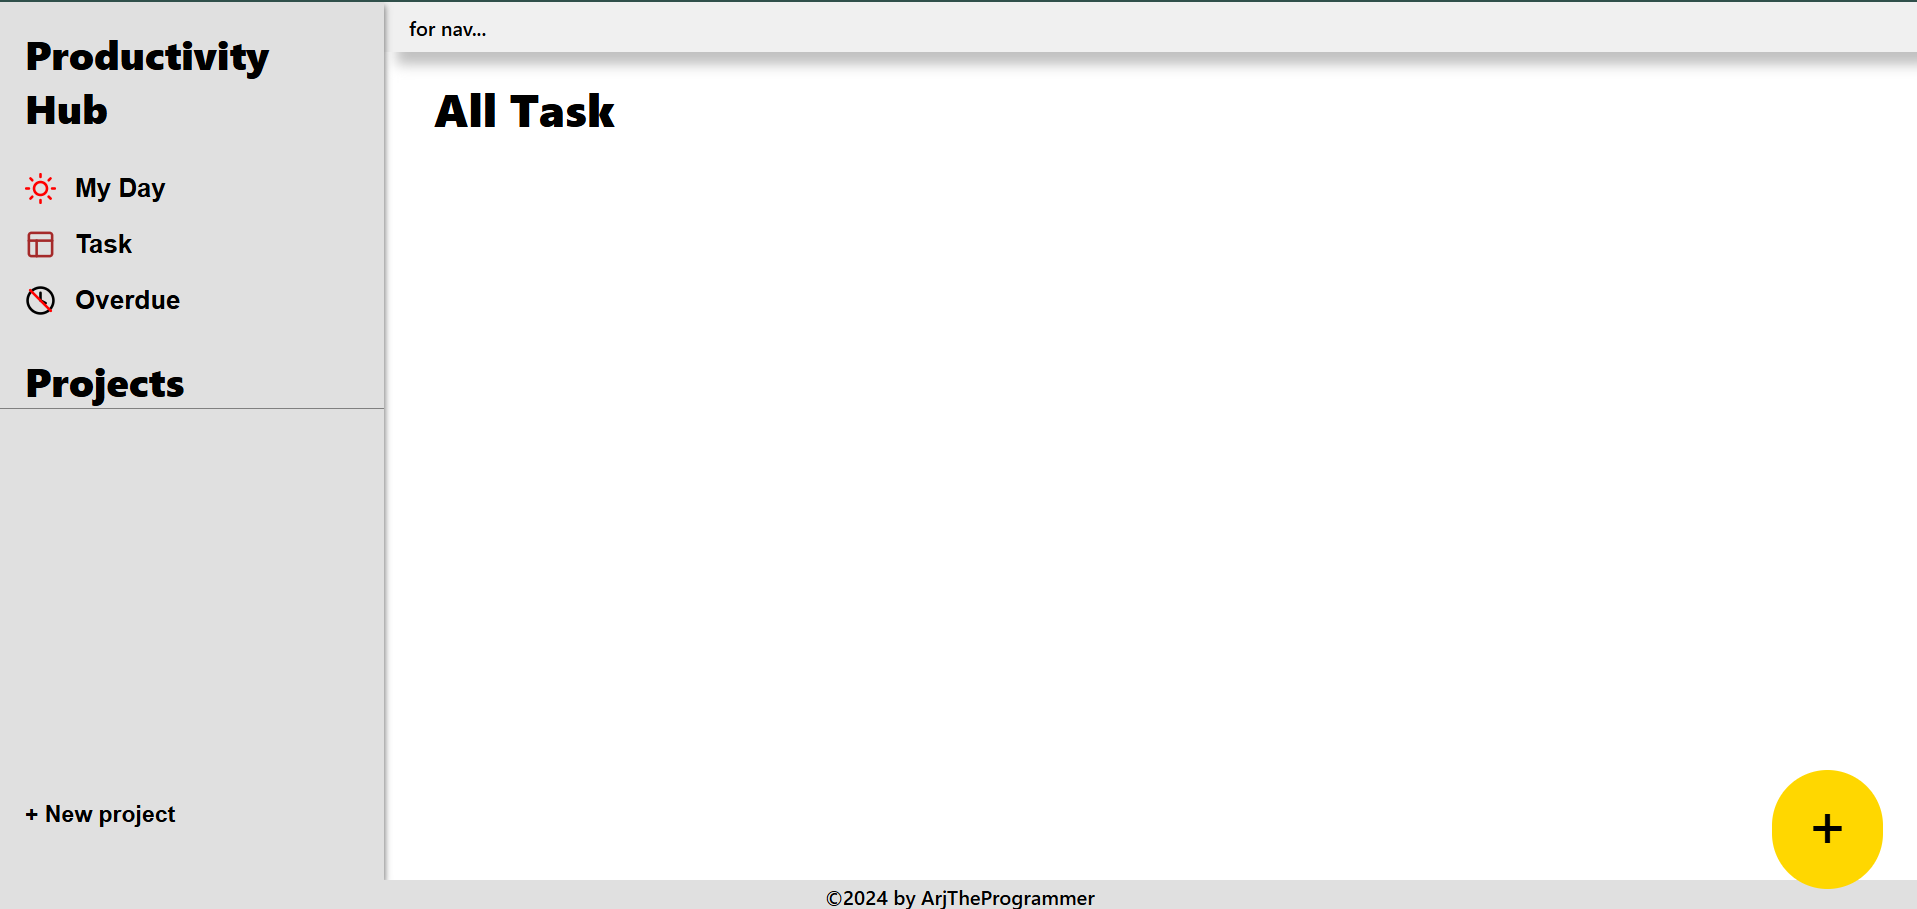 Productivity
Hub
My Day
Task
Overdue
Projects
+ New project
for nav...
All Task
+
©2024 by ArjTheProgrammer